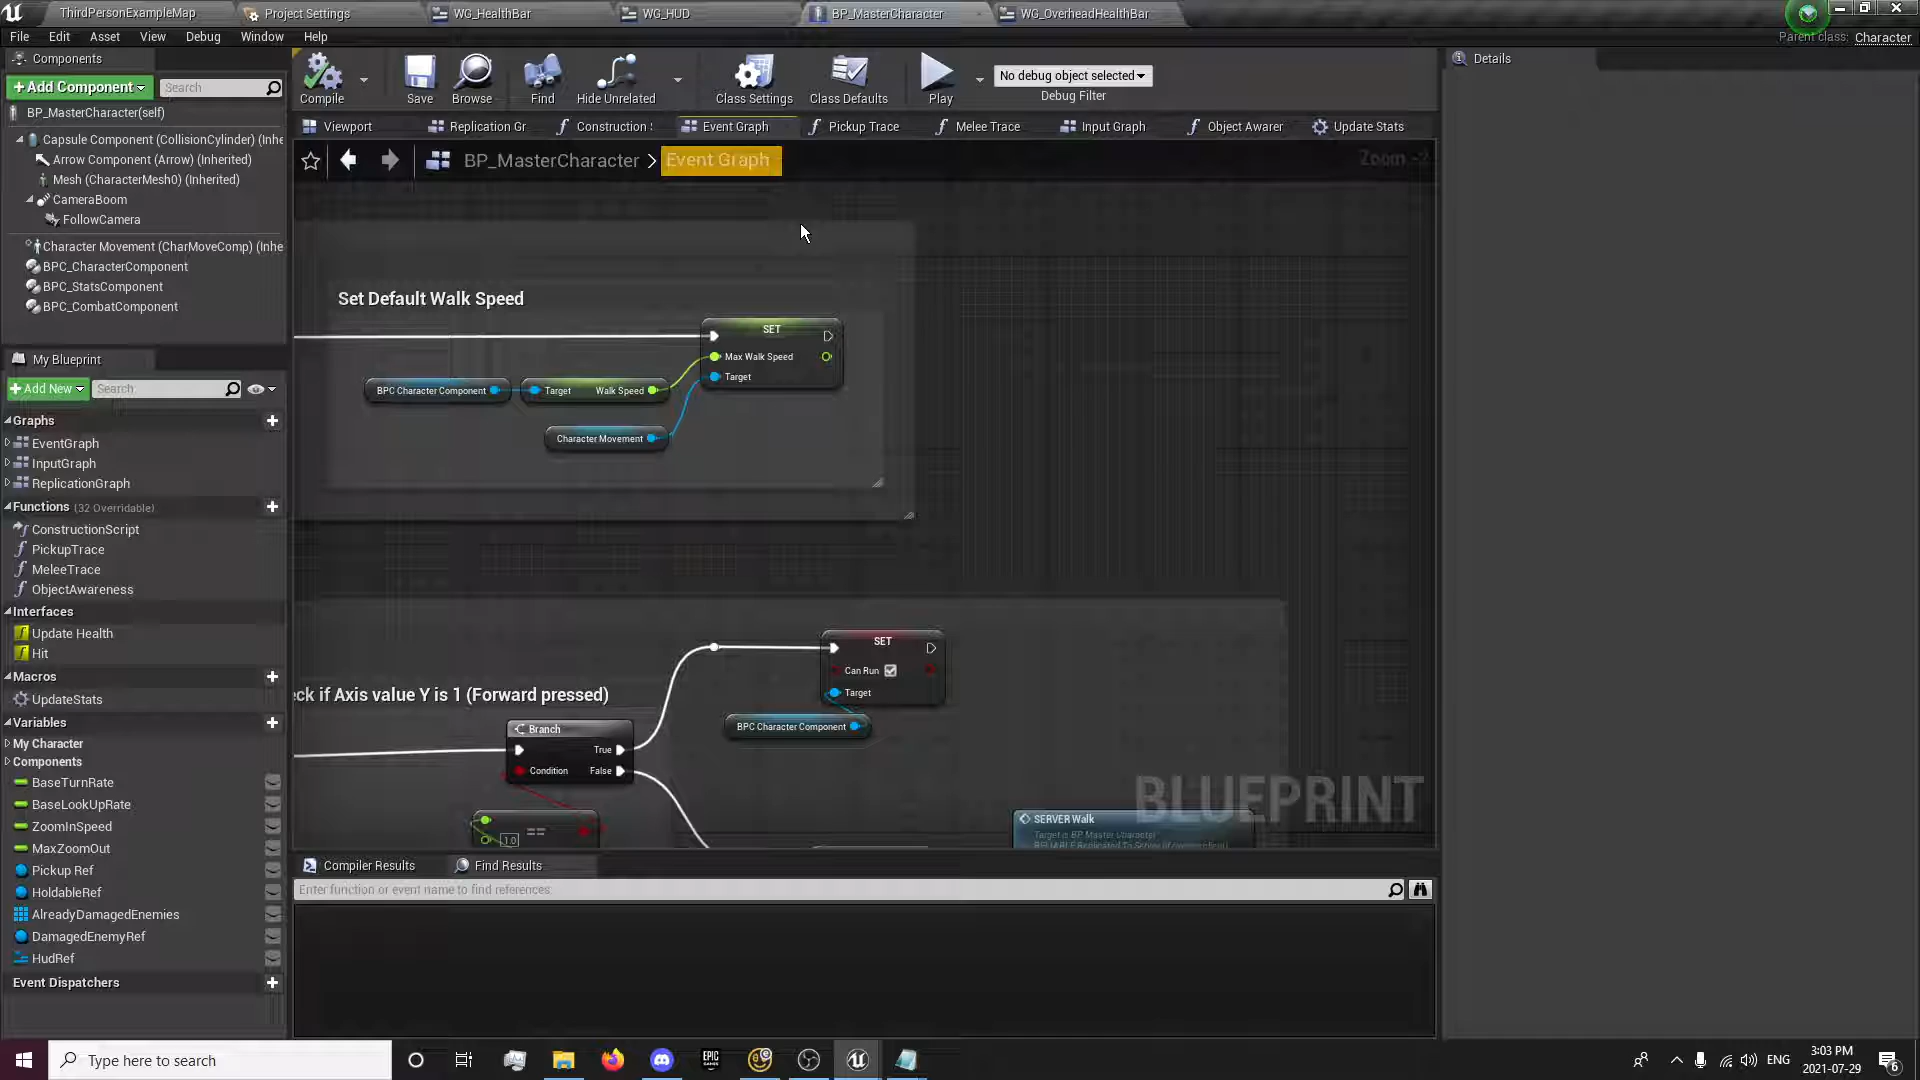 ThirdPersonExampleMap
Project Settings
WG_HealthBar
WG_HUD
BP_MasterCharacter
WG_OverheadHealthBar
File Edit Asset View Debug Window Help
Parent class: Character
Components
+Add Component
Search
BP_MasterCharacter(self)
Capsule Component (CollisionCylinder) (Inhe
Arrow Component (Arrow) (Inherited)
Mesh (CharacterMesh0) (Inherited)
CameraBoom
FollowCamera
Character Movement (CharMoveComp) (Inhe
BPC_CharacterComponent
BPC_StatsComponent
BPC_CombatComponent
My Blueprint
+Add New
Search
Graphs
EventGraph
InputGraph
ReplicationGraph
Functions (32 Overridable)
ConstructionScript
PickupTrace
MeleeTrace
ObjectAwareness
Interfaces
Update Health
Hit
Macros
UpdateStats
Variables
My Character
Components
BaseTurnRate
BaseLookUpRate
ZoomInSpeed
MaxZoomOut
Pickup Ref
HoldableRef
AlreadyDamagedEnemies
DamagedEnemyRef
HudRef
Event Dispatchers
Compile
Save
Browse
Find
Hide Unrelated
Class Settings
Class Defaults
Play
No debug object selected
Debug Filter
Viewport
Replication Gr
Construction S
Event Graph
Pickup Trace
Melee Trace
Input Graph
Object Awarer
Update Stats
BP_MasterCharacter > Event Graph
Zoom -2
Set Default Walk Speed
SET
Max Walk Speed
Target
BPC Character Component
Target Walk Speed
Character Movement
ck if Axis value Y is 1 (Forward pressed)
Branch
True
Condition False
==
1.0
SET
Can Run
Target
BPC Character Component
SERVER Walk
Target is BP Master Character
BLUEPRINT
Compiler Results
Find Results
Enter function or event name to find references
Details
Type here to search
EPIC GAMES
ENG
3:03 PM
2021-07-29
6